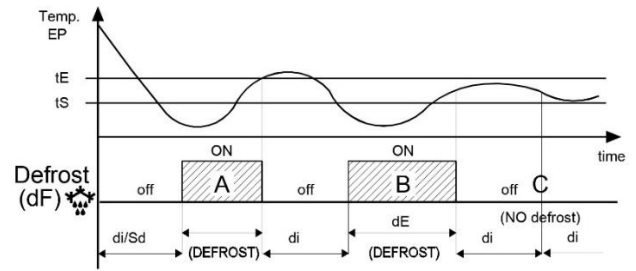 Temp.
EP
tE
tS
time
ON ON
Defrost
(dF)
off A off B off C
(NO defrost)
di/Sd (DEFROST) di dE (DEFROST) di di